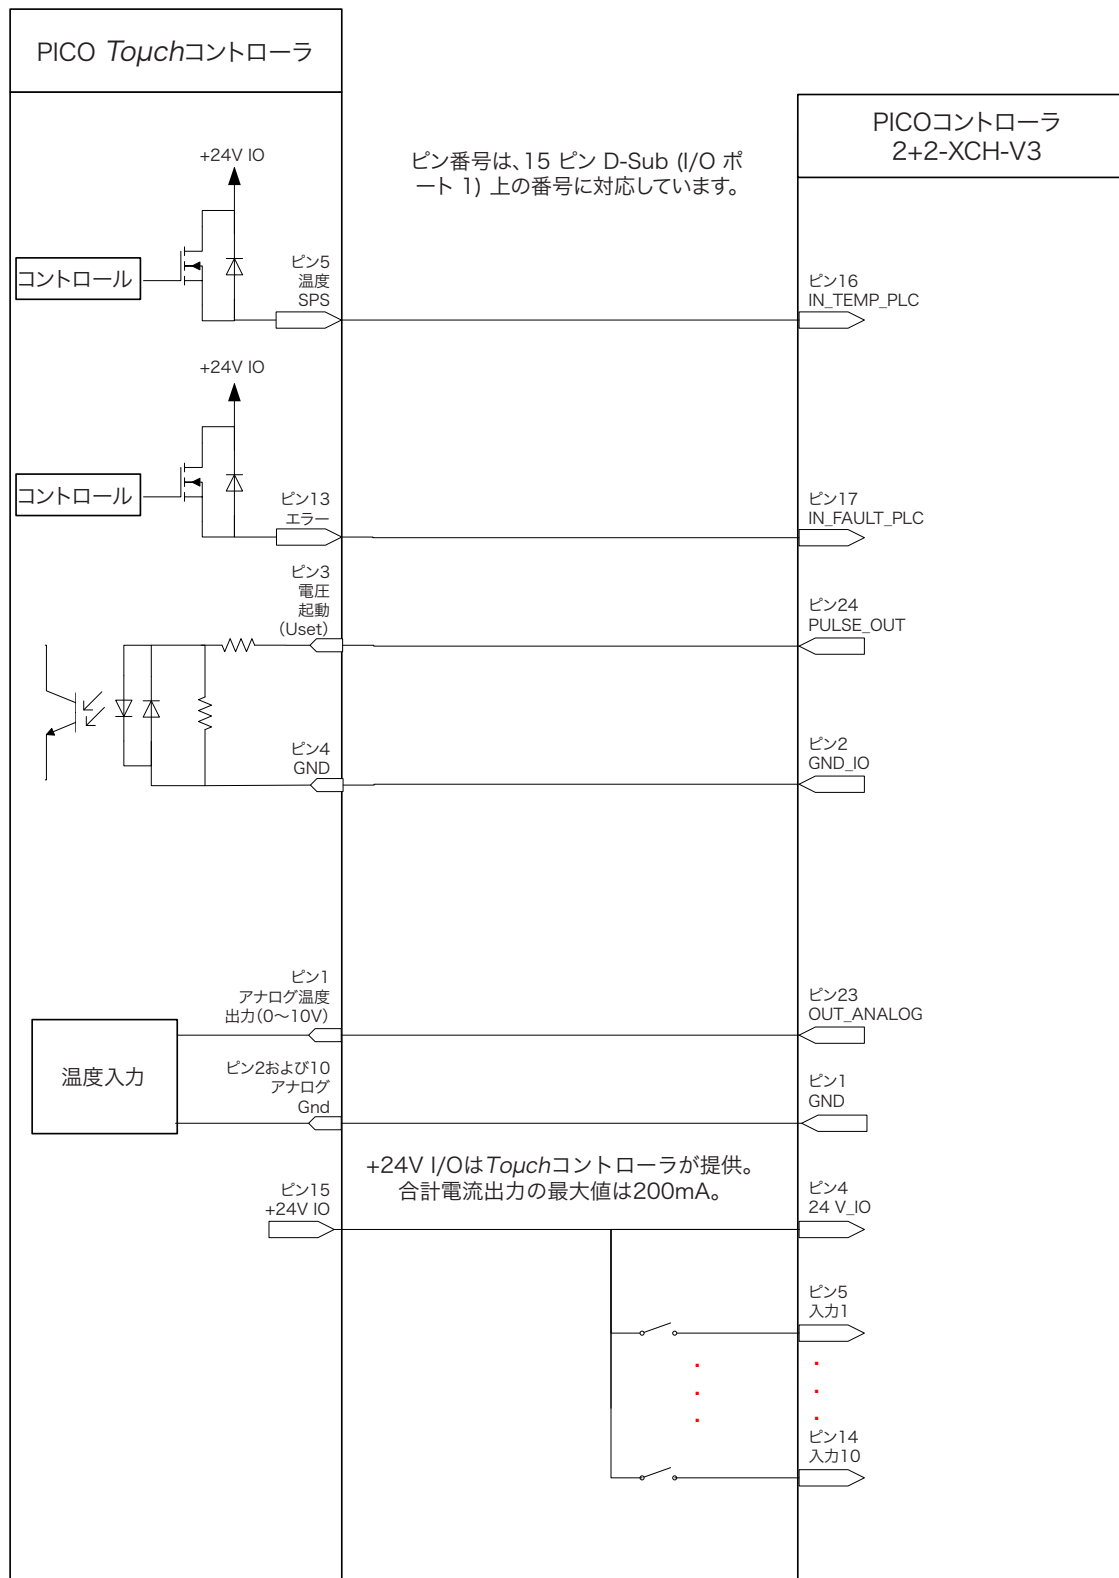 PICO Toμchコントローラ
PICOコントローラ
2+2-XCH-V3
ピン番号は、15 ピン D-Sub (I/O ポ
ート 1) 上の番号に対応しています。
+24V IO
コントロール
ピン5
温度
SPS
ピン16
IN_TEMP_PLC
+24V IO
コントロール
ピン13
エラー
ピン17
IN_FAULT_PLC
ピン3
電圧
起動
(Uset)
ピン24
PULSE_OUT
ピン4
GND
ピン2
GND_IO
ピン1
アナログ温度
出力(0〜10V)
ピン23
OUT_ANALOG
温度入力
ピン2および10
アナログ
Gnd
ピン1
GND
+24V I/OはToμchコントローラが提供。
合計電流出力の最大値は200mA。
ピン15
+24V IO
ピン4
24 V_IO
ピン5
入力1
ピン14
入力10